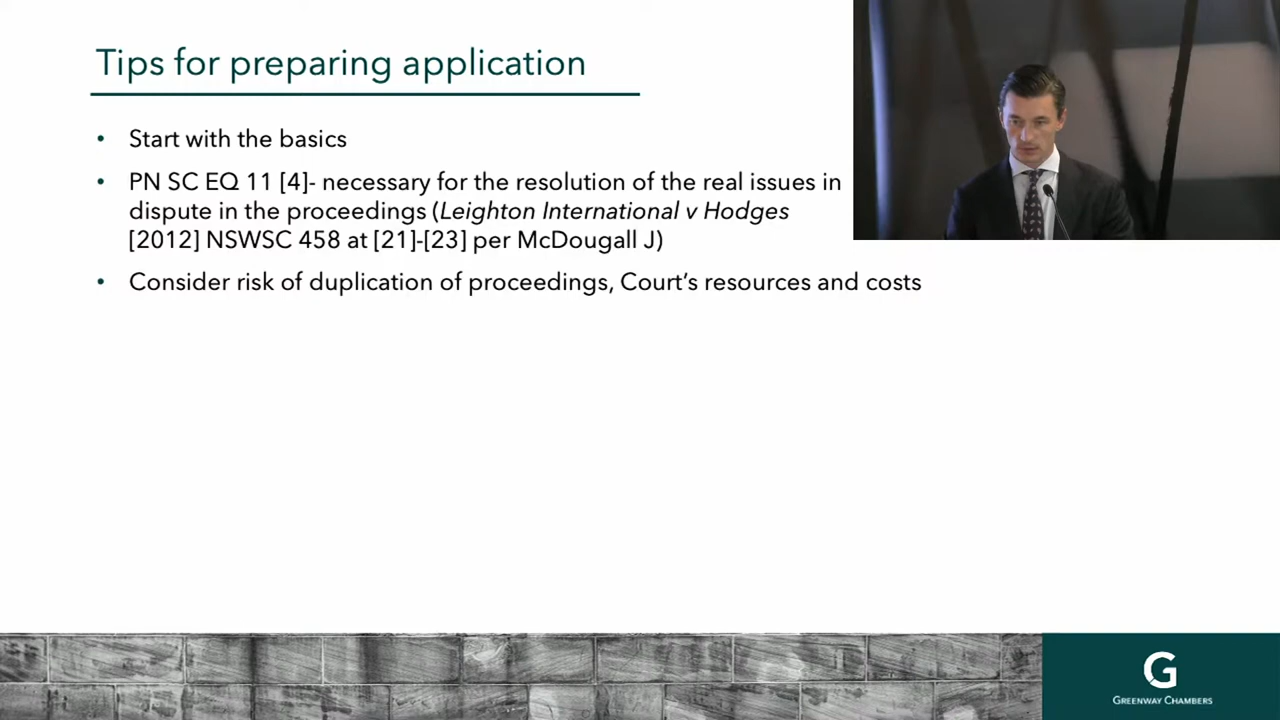 Tips for preparing application
• Start with the basics
• PN SC EQ 11 [4]- necessary for the resolution of the real issues in
dispute in the proceedings (Leighton International v Hodges
[2012] NSWSC 458 at [21]-[23] per McDougall J)
• Consider risk of duplication of proceedings, Court's resources and costs
G
GREENWAY CHAMBERS